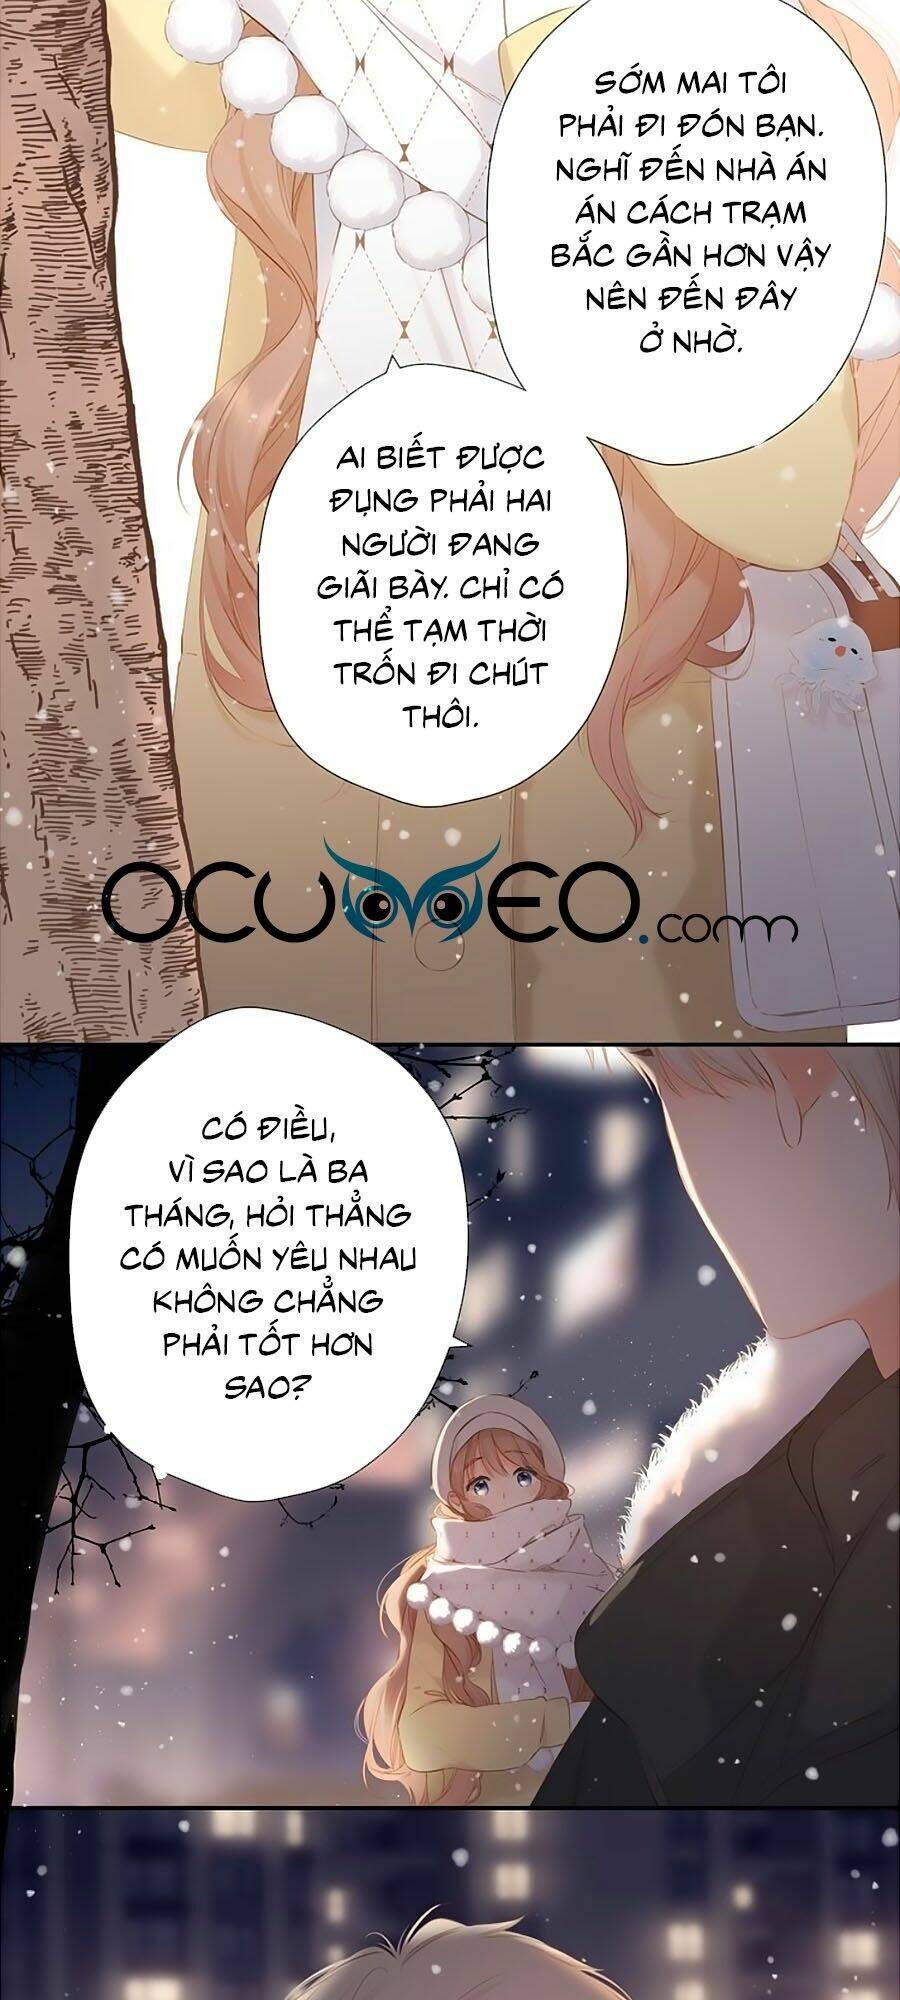 SỚM MAI TÔI
PHẢI ĐI ĐÓN BẠN.
NGHĨ ĐẾN NHÀ ÁN
ÁN CÁCH TRẠM
BẮC GẦN HƠN VẬY
NÊN ĐẾN ĐÂY
Ở NHỜ.
AI BIẾT ĐƯỢC
ĐỤNG PHẢI HAI
NGƯỜI ĐANG
GIÃI BÀY. CHỈ CÓ
THỂ TẠM THỜI
TRỐN ĐI CHÚT
THÔI.
OCUMEO.com
CÓ ĐIỀU,
VÌ SAO LÀ BA
THÁNG, HỎI THẲNG
CÓ MUỐN YÊU NHAU
KHÔNG CHẲNG
PHẢI TỐT HƠN
SAO?